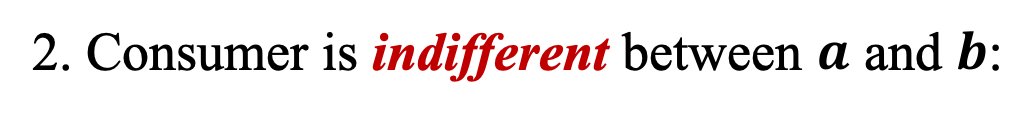 2. Consumer is indifferent between a and b: